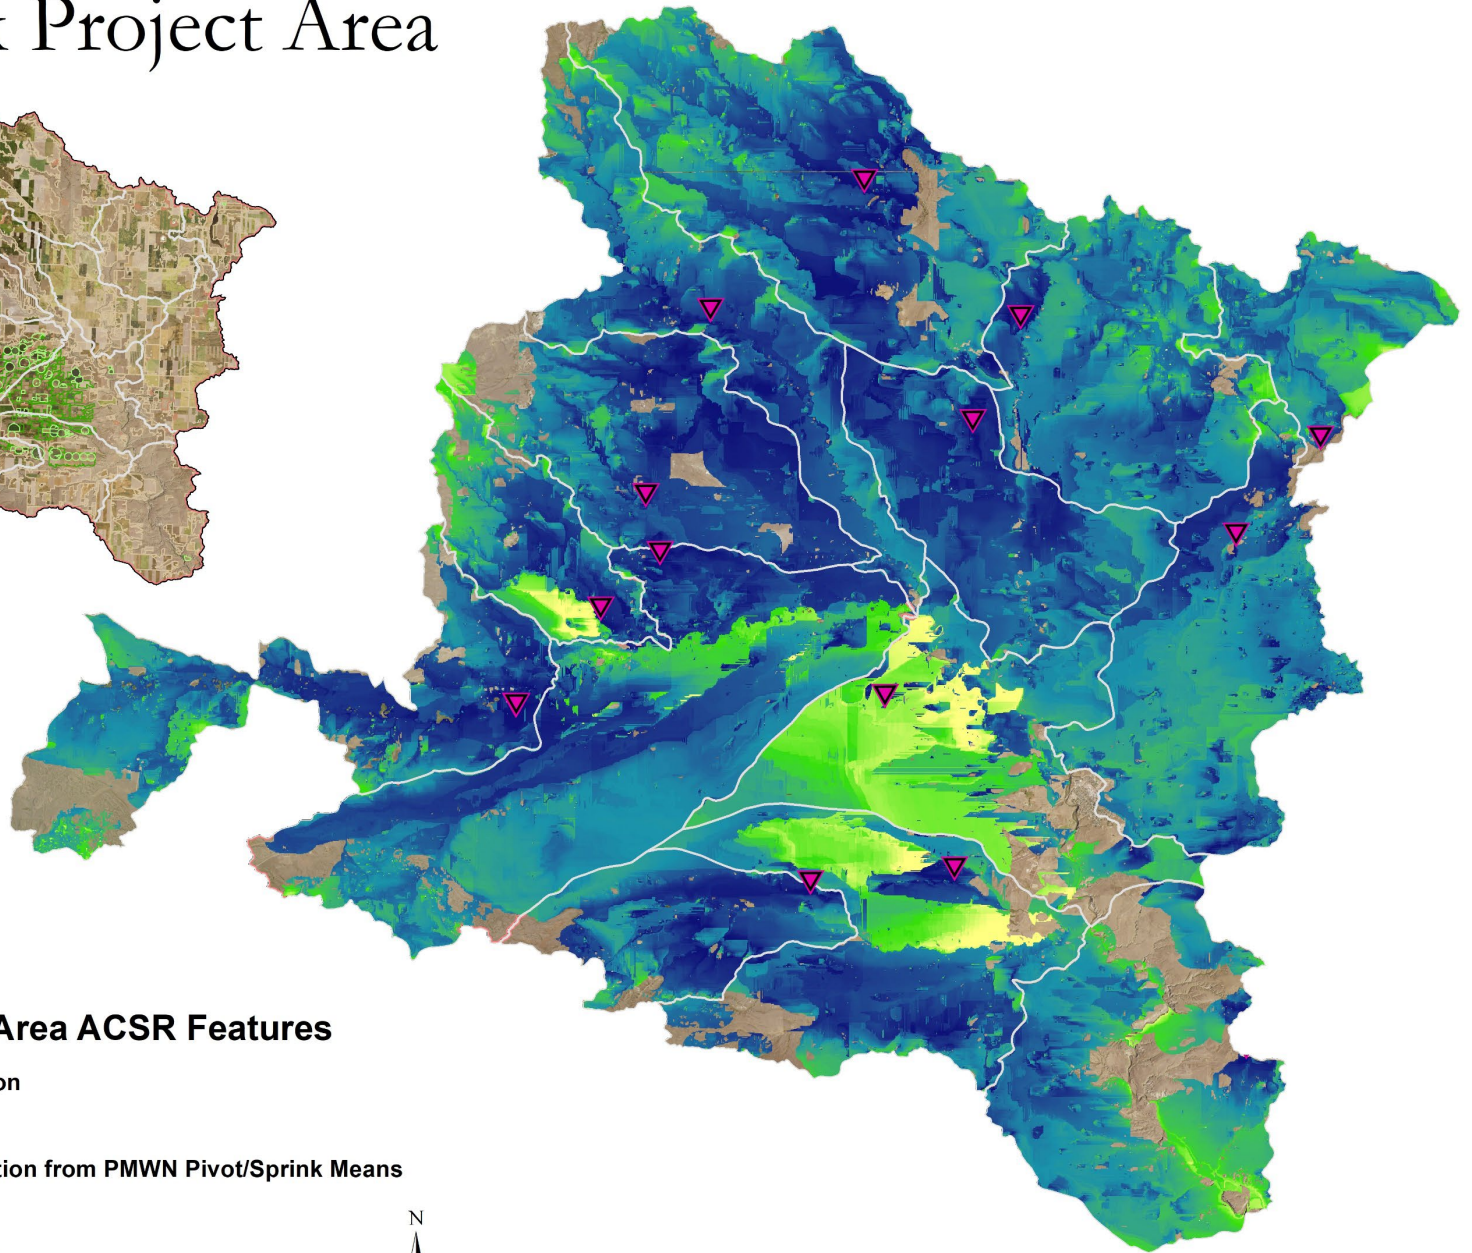 Project Area
Area ACSR Features
on
tion from PMWN Pivot/Sprink Means
N